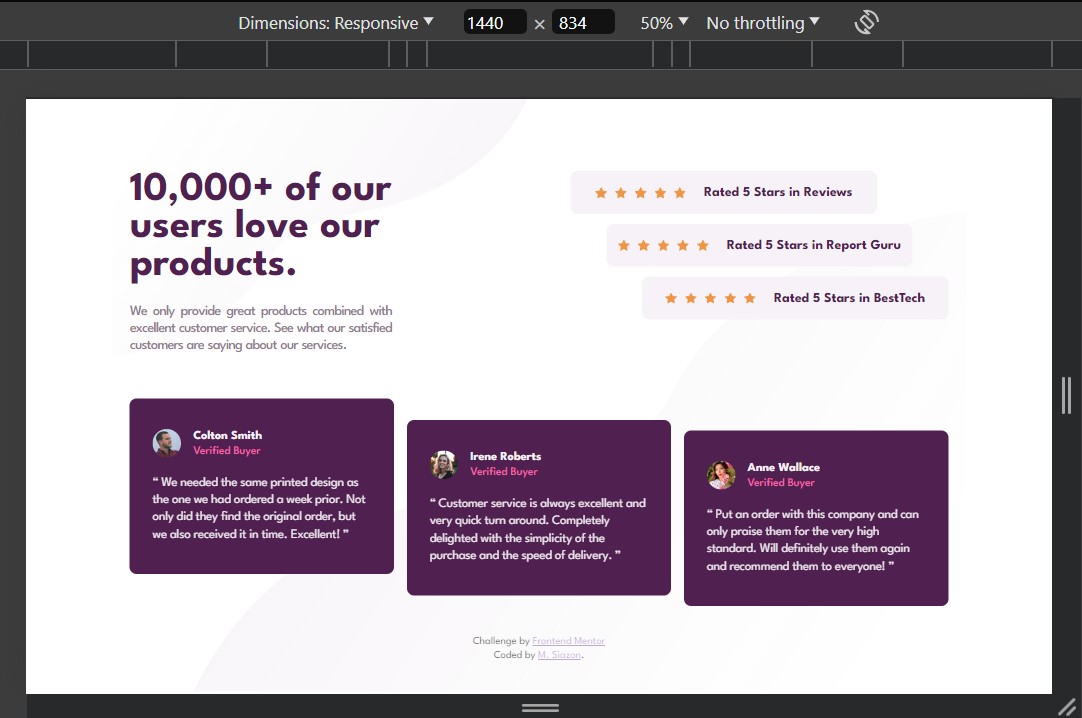 Dimensions: Responsive ▼ 1440 × 834 50% ▼ No throttling ▼
10,000+ of our
users love our
products.
We only provide great products combined with
excellent customer service. See what our satisfied
customers are saying about our services.
Rated 5 Stars in Reviews
Rated 5 Stars in Report Guru
Rated 5 Stars in BestTech
Colton Smith
Verified Buyer
“ We needed the same printed design as
the one we had ordered a week prior. Not
only did they find the original order, but
we also received it in time. Excellent! ”
Irene Roberts
Verified Buyer
“ Customer service is always excellent and
very quick turn around. Completely
delighted with the simplicity of the
purchase and the speed of delivery. ”
Anne Wallace
Verified Buyer
“ Put an order with this company and can
only praise them for the very high
standard. Will definitely use them again
and recommend them to everyone! ”
Challenge by Frontend Mentor
Coded by M. Siazon.